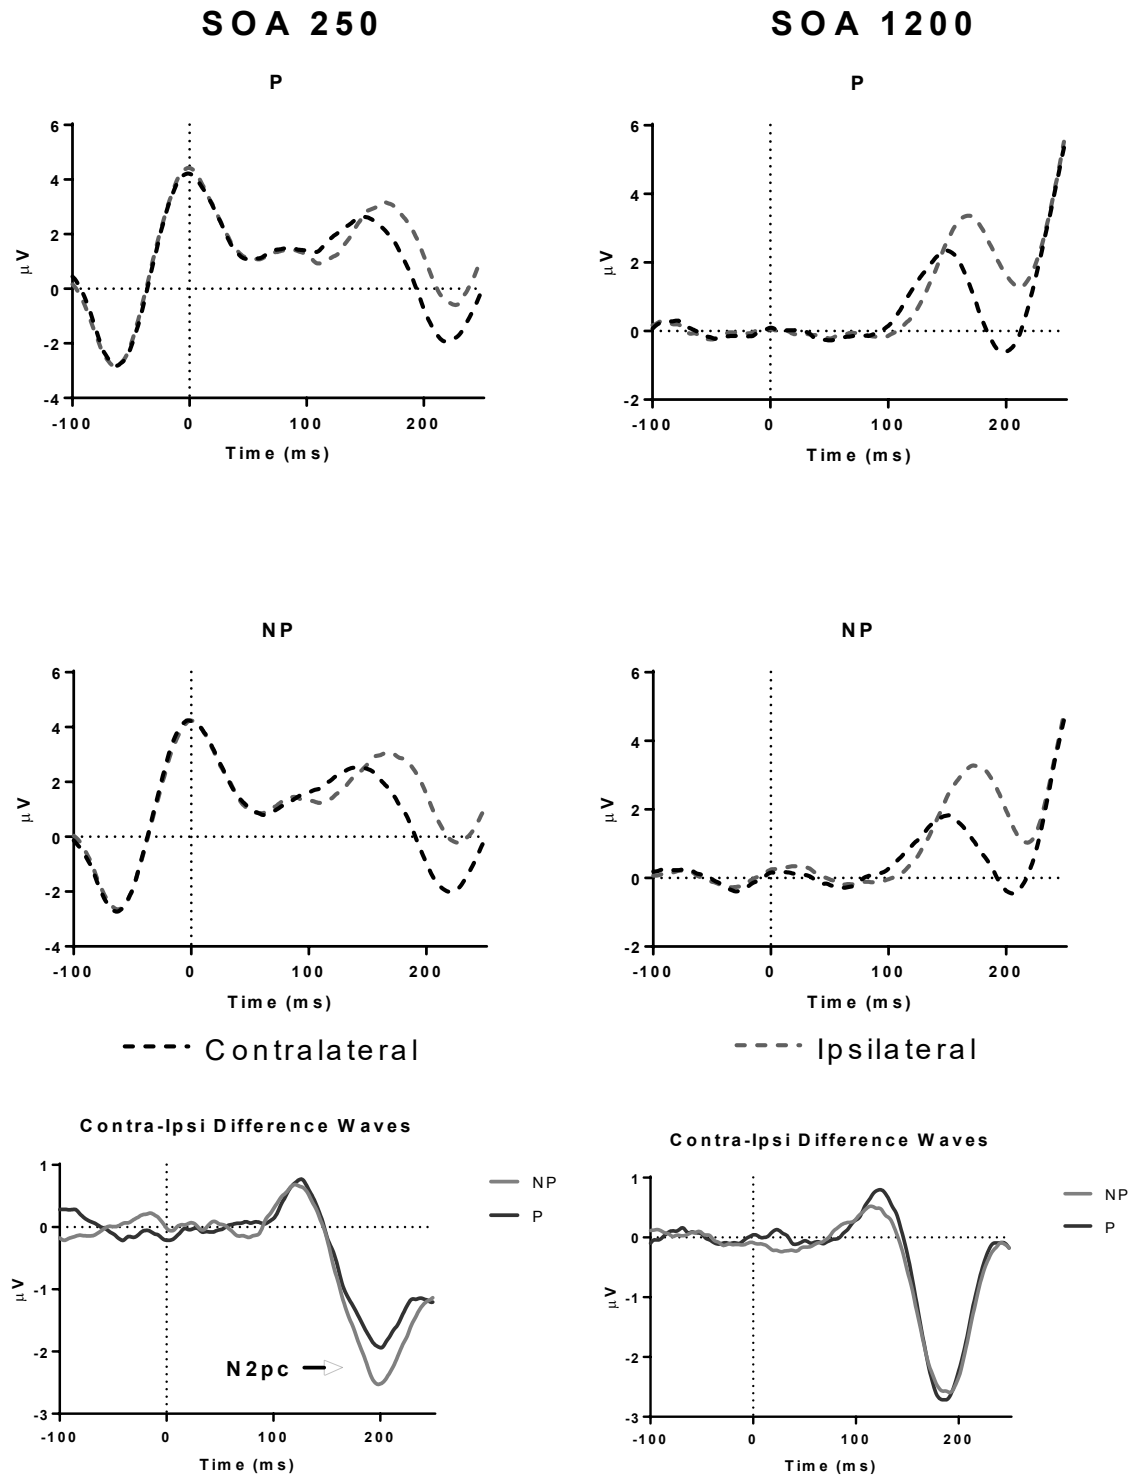 SOA 250
SOA 1200
P
6
4
2
0
-2
-4
µV
-100 0 100 200
Time (ms)
P
6
4
2
0
-2
µV
-100 0 100 200
Time (ms)
NP
6
4
2
0
-2
-4
µV
-100 0 100 200
Time (ms)
NP
6
4
2
0
-2
µV
-100 0 100 200
Time (ms)
Contralateral
Ipsilateral
Contra-Ipsi Difference Waves
1
0
-1
-2
-3
µV
NP
P
N2pc
-100 0 100 200
Time (ms)
Contra-Ipsi Difference Waves
1
0
-1
-2
-3
µV
NP
P
-100 0 100 200
Time (ms)